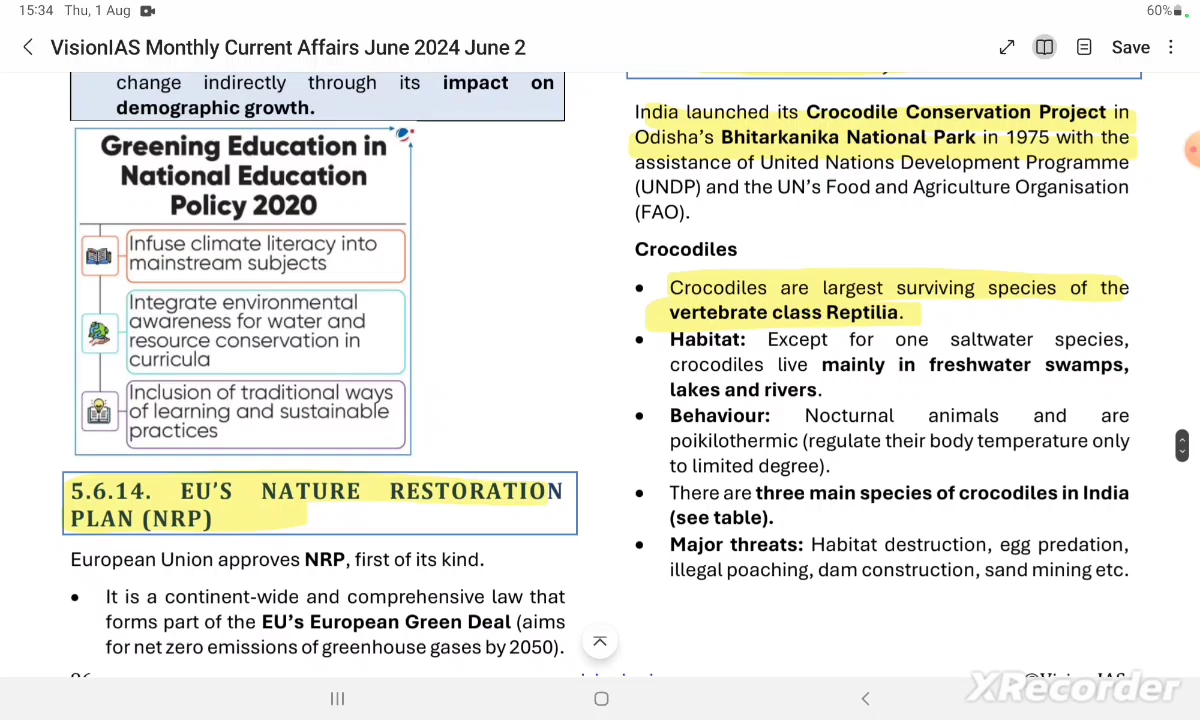 15:34 Thu, 1 Aug
60%
VisionIAS Monthly Current Affairs June 2024 June 2
Save
change indirectly through its impact on
demographic growth.
Greening Education in
National Education
Policy 2020
Infuse climate literacy into
mainstream subjects
Integrate environmental
awareness for water and
resource conservation in
curricula
Inclusion of traditional ways
of learning and sustainable
practices
5.6.14. EU'S NATURE RESTORATION
PLAN (NRP)
European Union approves NRP, first of its kind.
• It is a continent-wide and comprehensive law that
forms part of the EU's European Green Deal (aims
for net zero emissions of greenhouse gases by 2050).
India launched its Crocodile Conservation Project in
Odisha's Bhitarkanika National Park in 1975 with the
assistance of United Nations Development Programme
(UNDP) and the UN's Food and Agriculture Organisation
(FAO).
Crocodiles
• Crocodiles are largest surviving species of the
vertebrate class Reptilia.
• Habitat: Except for one saltwater species,
crocodiles live mainly in freshwater swamps,
lakes and rivers.
• Behaviour: Nocturnal animals and are
poikilothermic (regulate their body temperature only
to limited degree).
• There are three main species of crocodiles in India
(see table).
• Major threats: Habitat destruction, egg predation,
illegal poaching, dam construction, sand mining etc.
XRecorder